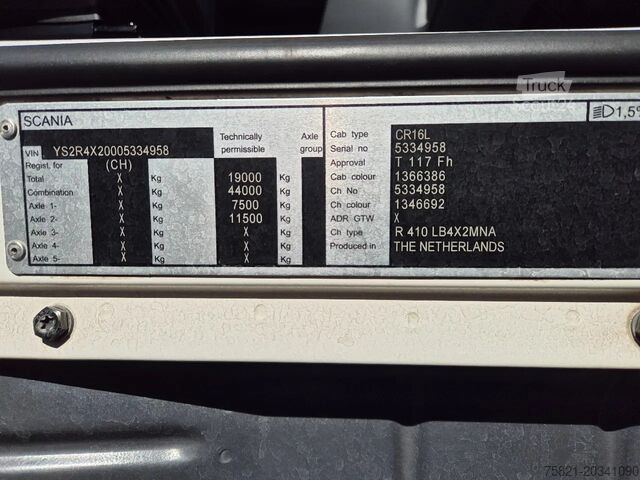 Truck
SCANIA
1,5%
VIN YS2R4X20005334958
Technically permissible
Axle group
Regist. for (CH)
Total X Kg 19000 Kg
Combination X Kg 44000 Kg
Axle 1- X Kg 7500 Kg
Axle 2- X Kg 11500 Kg
Axle 3- X Kg X Kg
Axle 4- X Kg X Kg
Axle 5- X Kg X Kg
Cab type CR16L
Serial no 5334958
Approval T 117 Fh
Cab colour 1366386
Ch No 5334958
Ch colour 1346692
ADR GTW X
Ch type R 410 LB4X2MNA
Produced in THE NETHERLANDS
75821-20341090